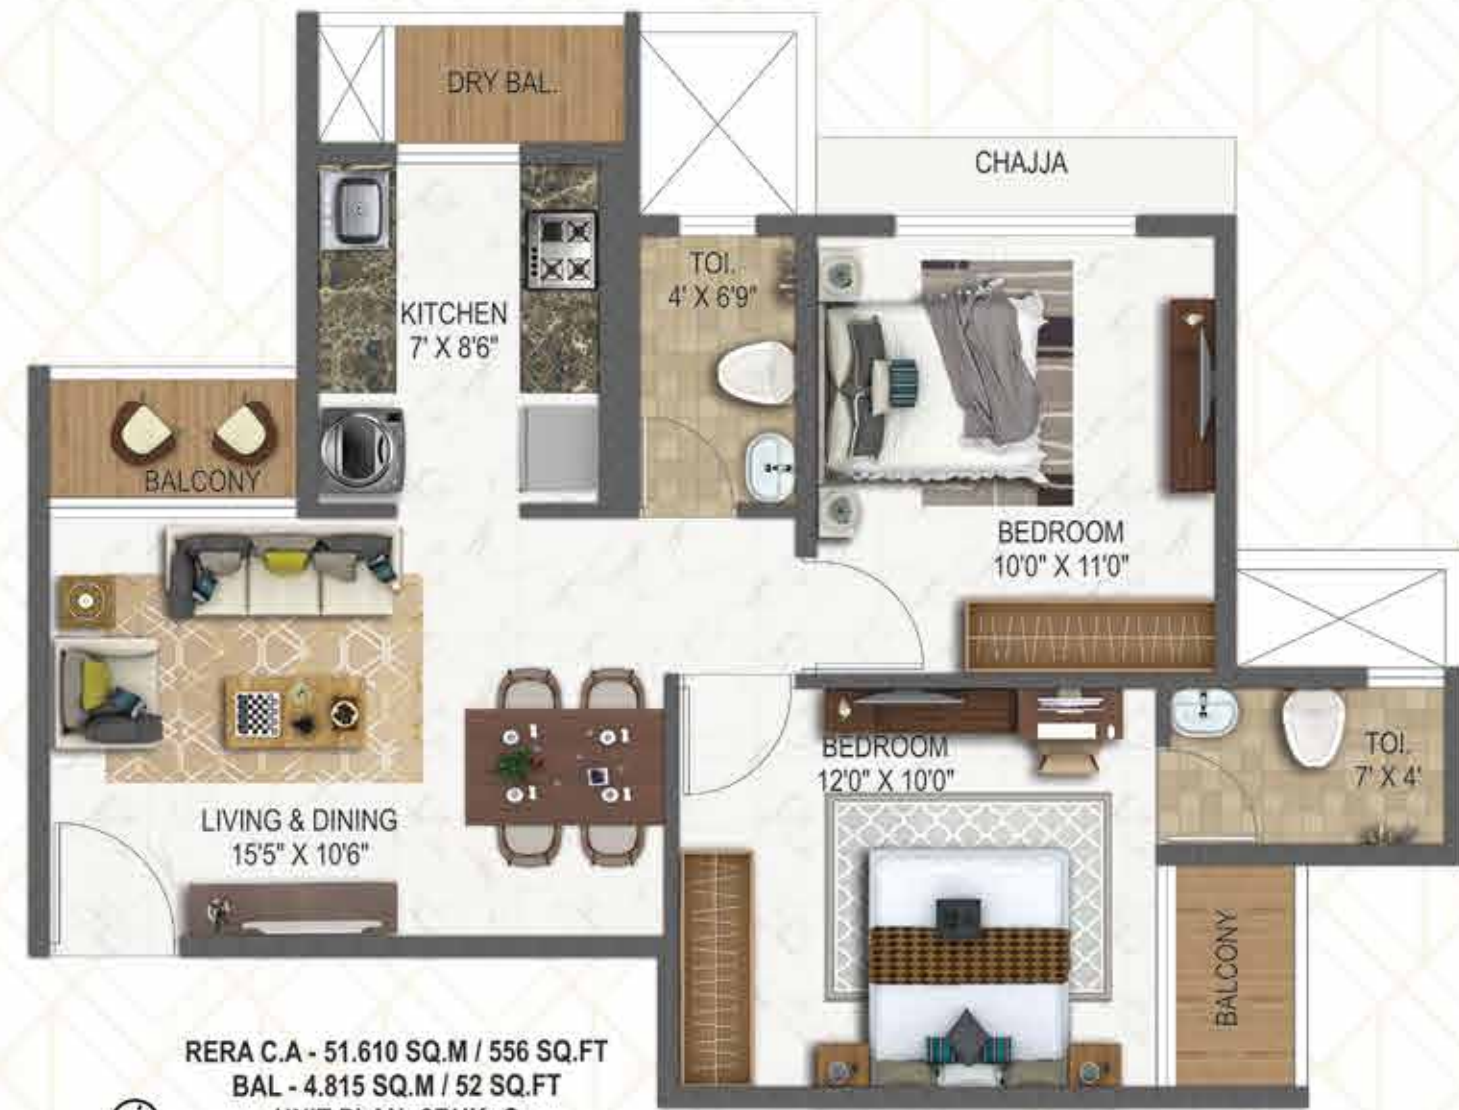 DRY BAL.
CHAJJA
TOI.
4' X 6'9"
KITCHEN
7' X 8'6"
BALCONY
BEDROOM
10'0" X 11'0"
BEDROOM
12'0" X 10'0"
TOI.
7' X 4'
LIVING & DINING
15'5" X 10'6"
BALCONY
RERA C.A - 51.610 SQ.M / 556 SQ.FT
BAL - 4.815 SQ.M / 52 SQ.FT